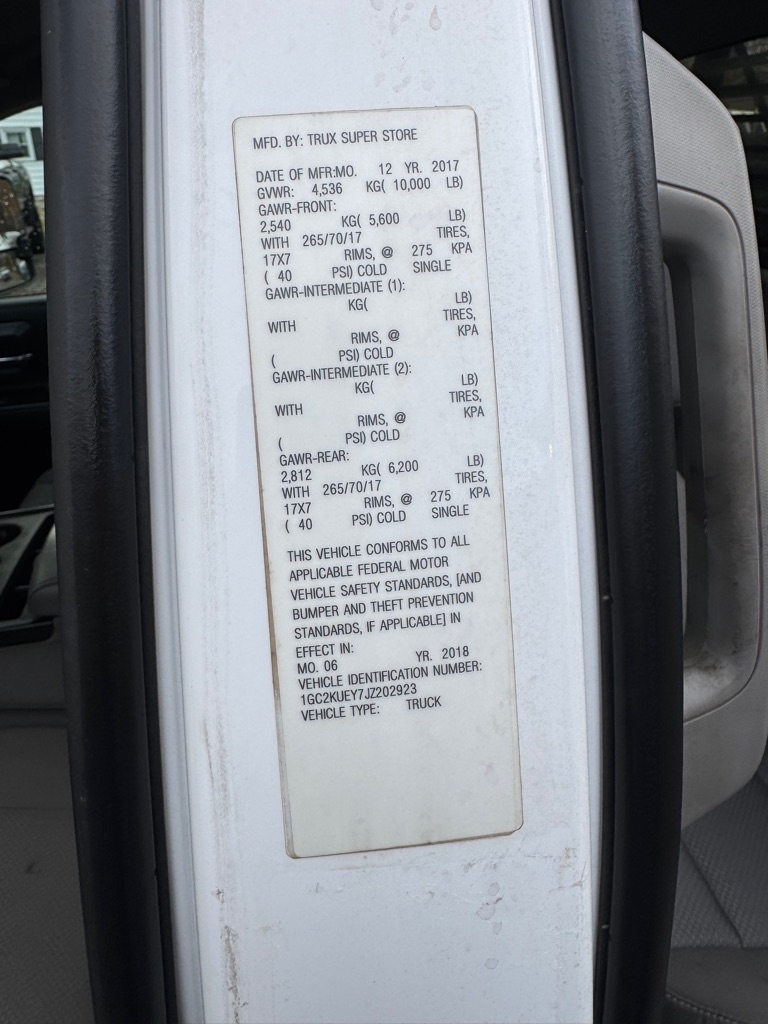 MFD. BY: TRUX SUPER STORE
DATE OF MFR:MO. 12 YR. 2017
GVWR: 4,536 KG( 10,000 LB)
GAWR-FRONT:
2,540 KG( 5,600 LB)
WITH 265/70/17 TIRES,
17X7 RIMS, @ 275 KPA
( 40 PSI) COLD SINGLE
GAWR-INTERMEDIATE (1):
KG( LB)
WITH TIRES,
RIMS, @ KPA
( PSI) COLD
GAWR-INTERMEDIATE (2):
KG( LB)
WITH TIRES,
RIMS, @ KPA
( PSI) COLD
GAWR-REAR:
2,812 KG( 6,200 LB)
WITH 265/70/17 TIRES,
17X7 RIMS, @ 275 KPA
( 40 PSI) COLD SINGLE
THIS VEHICLE CONFORMS TO ALL
APPLICABLE FEDERAL MOTOR
VEHICLE SAFETY STANDARDS, [AND
BUMPER AND THEFT PREVENTION
STANDARDS, IF APPLICABLE] IN
EFFECT IN:
MO. 06 YR. 2018
VEHICLE IDENTIFICATION NUMBER:
1GC2KUEY7JZ202923
VEHICLE TYPE: TRUCK